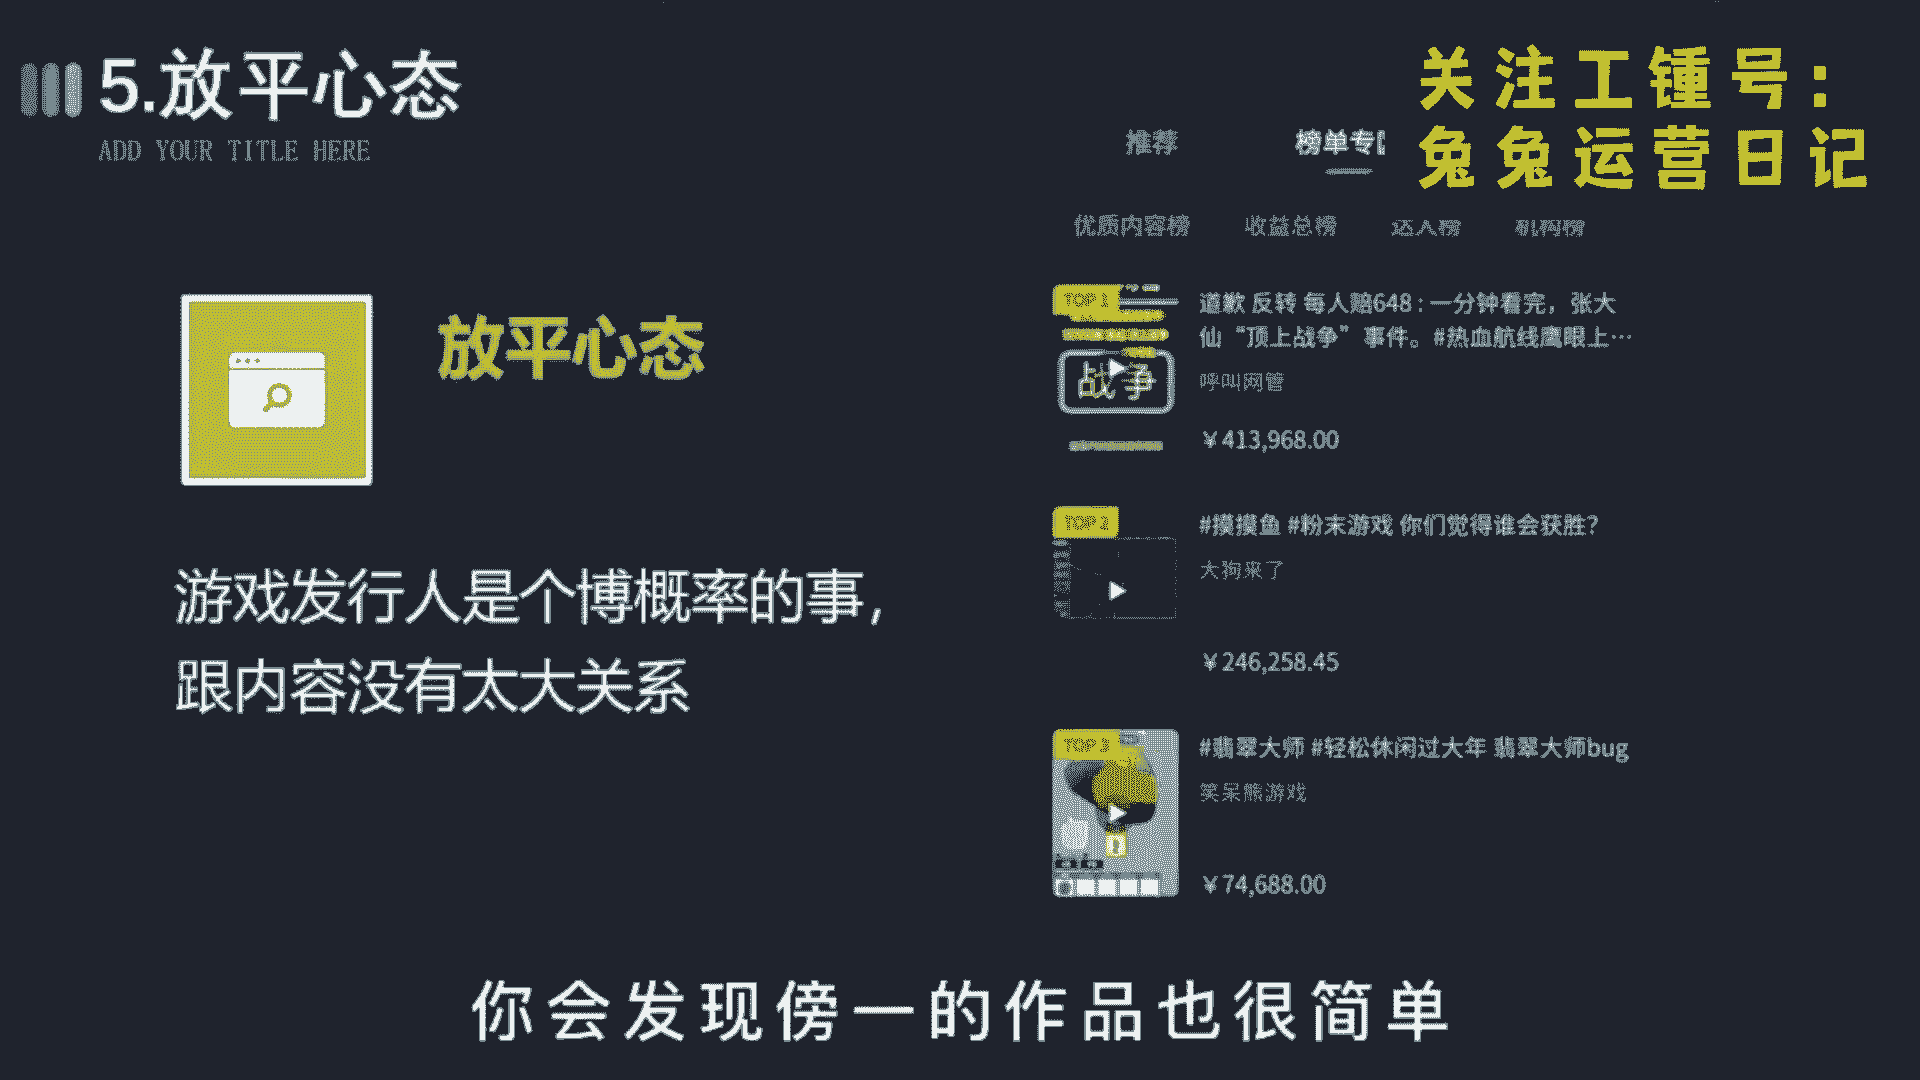 5.放平心态
ADD YOUR TITLE HERE
关注工锺号：
兔兔运营日记
推荐
榜单专区
优质内容榜 收益总榜 达人榜 机构榜
放平心态
游戏发行人是个博概率的事，
跟内容没有太大关系
TOP 1
战争
道歉 反转 每人赔648：一分钟看完，张大
仙“顶上战争”事件。#热血航线鹰眼上…
呼叫网管
￥413,968.00
TOP 2
#摸摸鱼 #粉末游戏 你们觉得谁会获胜？
大狗来了
￥246,258.45
TOP 3
#翡翠大师 #轻松休闲过大年 翡翠大师bug
笑呆熊游戏
￥74,688.00
你会发现傍一的作品也很简单